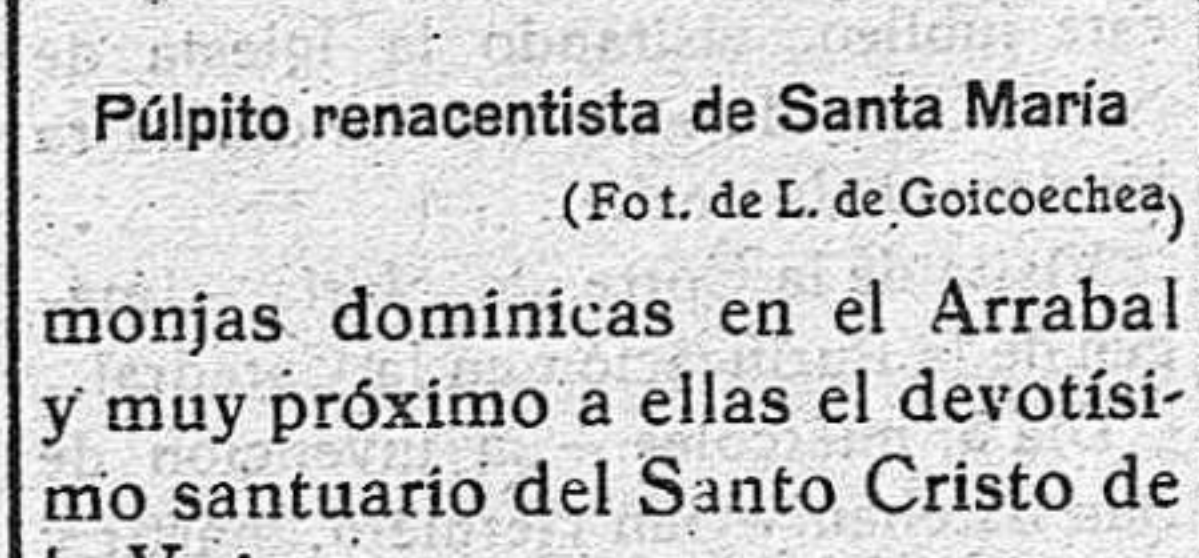 Púlpito renacentista de Santa María
(Fot. de L. de Goicoechea)
monjas dominicas en el Arrabal
y muy próximo a ellas el devotísi-
mo santuario del Santo Cristo de